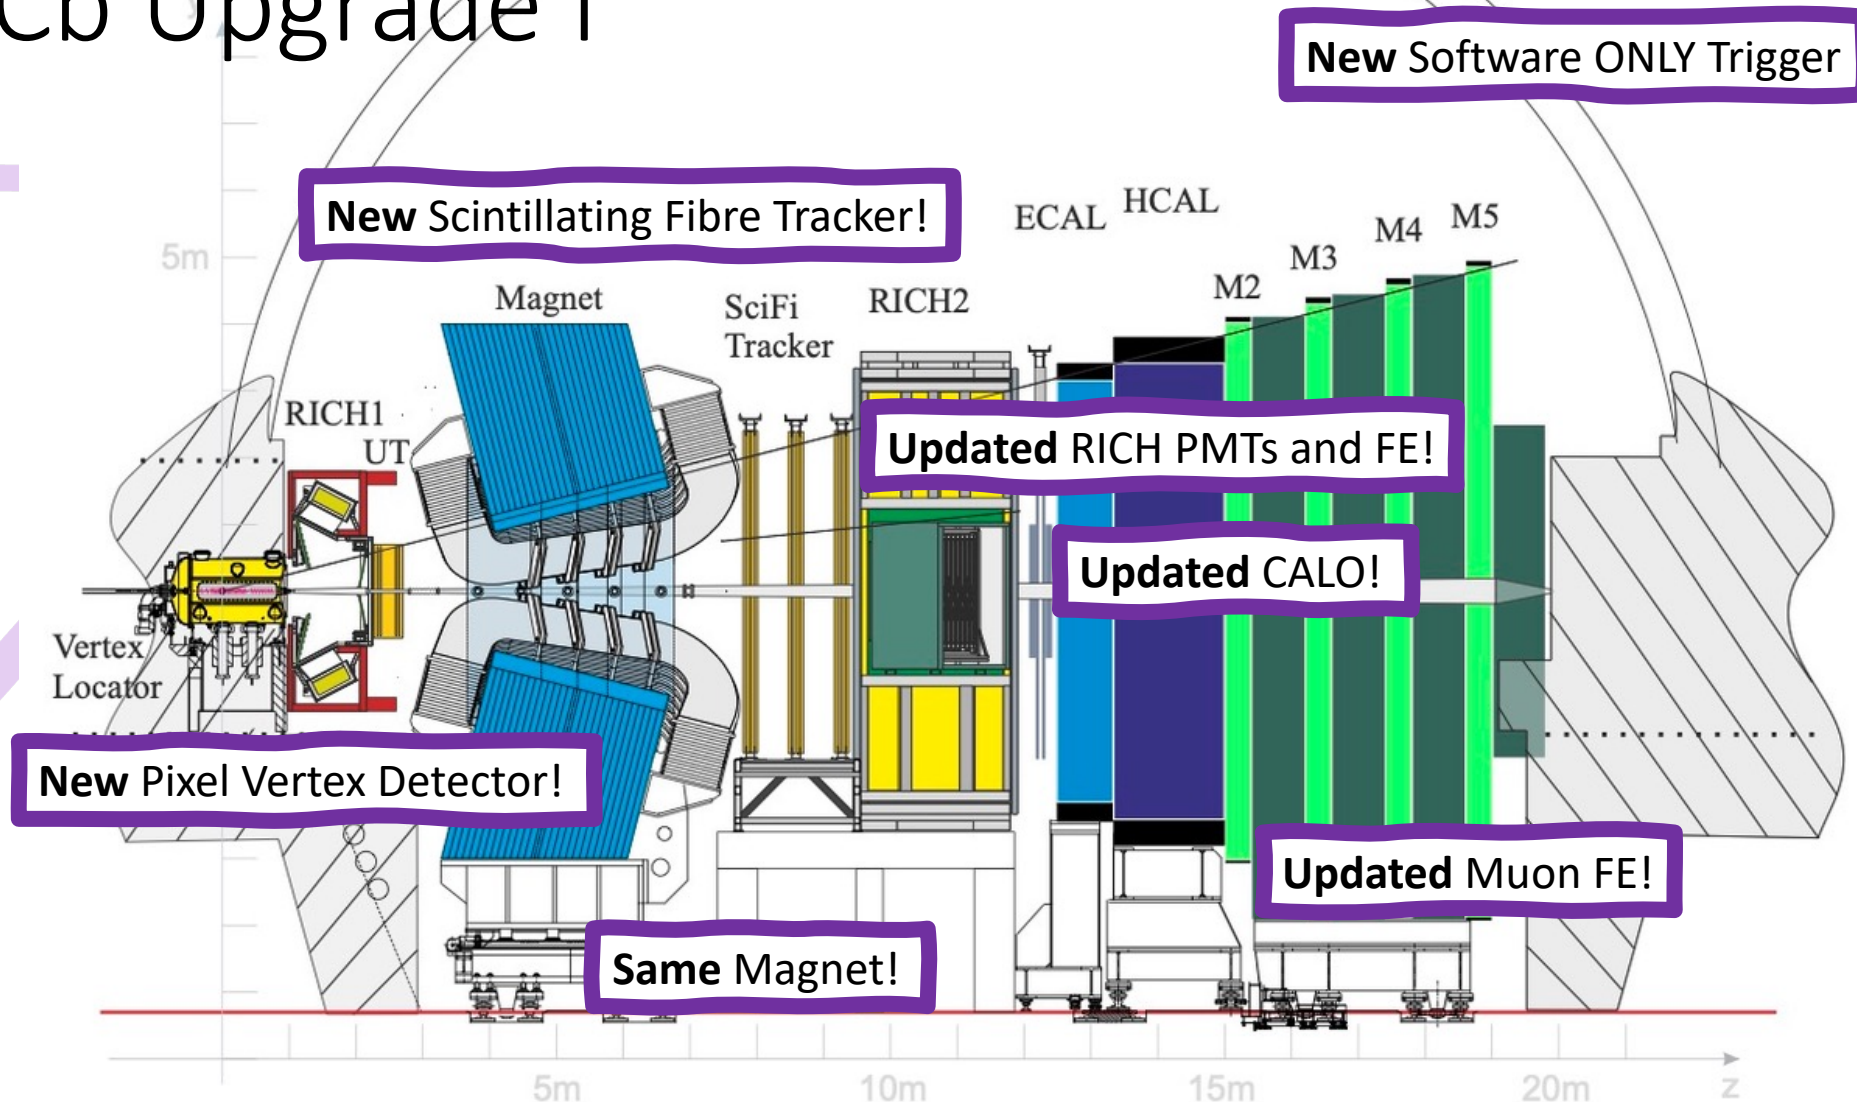 Cb Upgrade I
y
New Software ONLY Trigger
New Scintillating Fibre Tracker!
ECAL
HCAL
M5
M4
M3
M2
5m
Magnet
SciFi
Tracker
RICH2
RICH1
UT
Updated RICH PMTs and FE!
Updated CALO!
Vertex
Locator
New Pixel Vertex Detector!
Updated Muon FE!
Same Magnet!
5m
10m
15m
20m
z